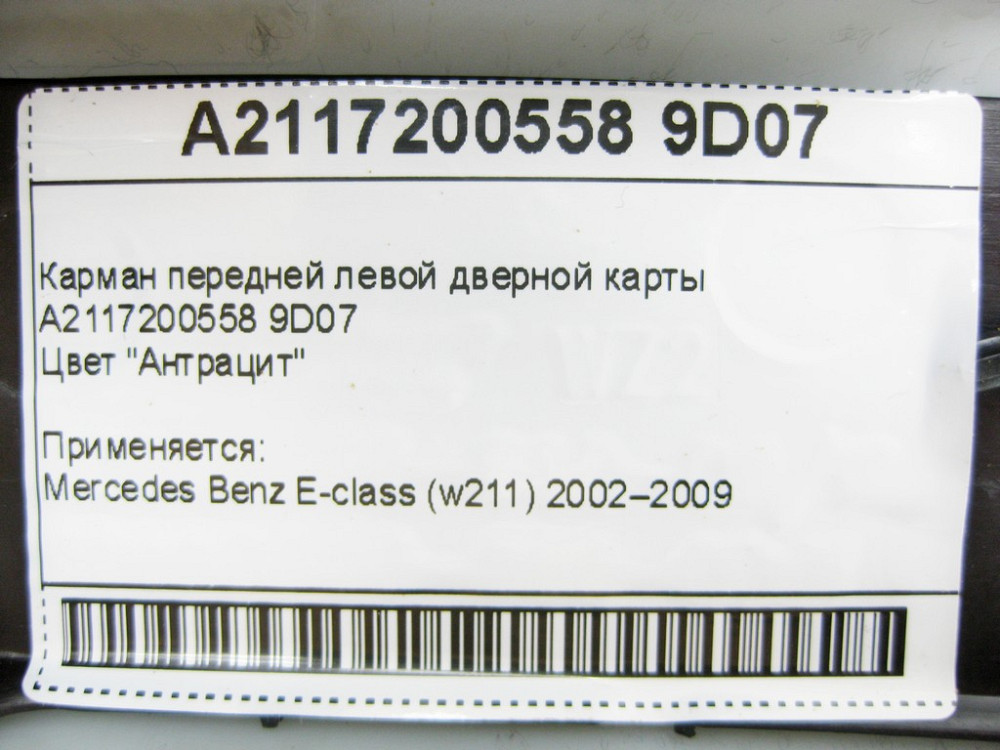 A2117200558 9D07
Карман передней левой дверной карты
A2117200558 9D07
Цвет "Антрацит"
Применяется:
Mercedes Benz E-class (w211) 2002–2009